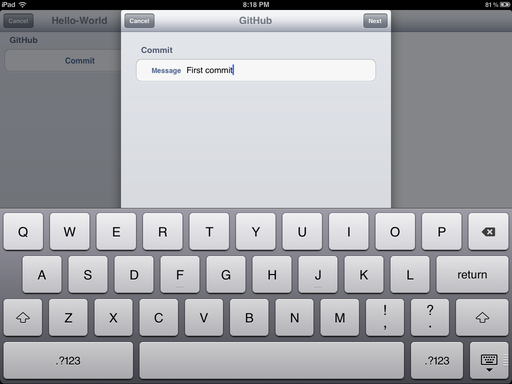 iPad 8:18 PM 81%
Cancel Hello-World
GitHub
Commit
Cancel GitHub Next
Commit
Message First commit
Q W E R T Y U I O P
A S D F G H J K L return
Z X C V B N M ! , ? .
.?123 .?123